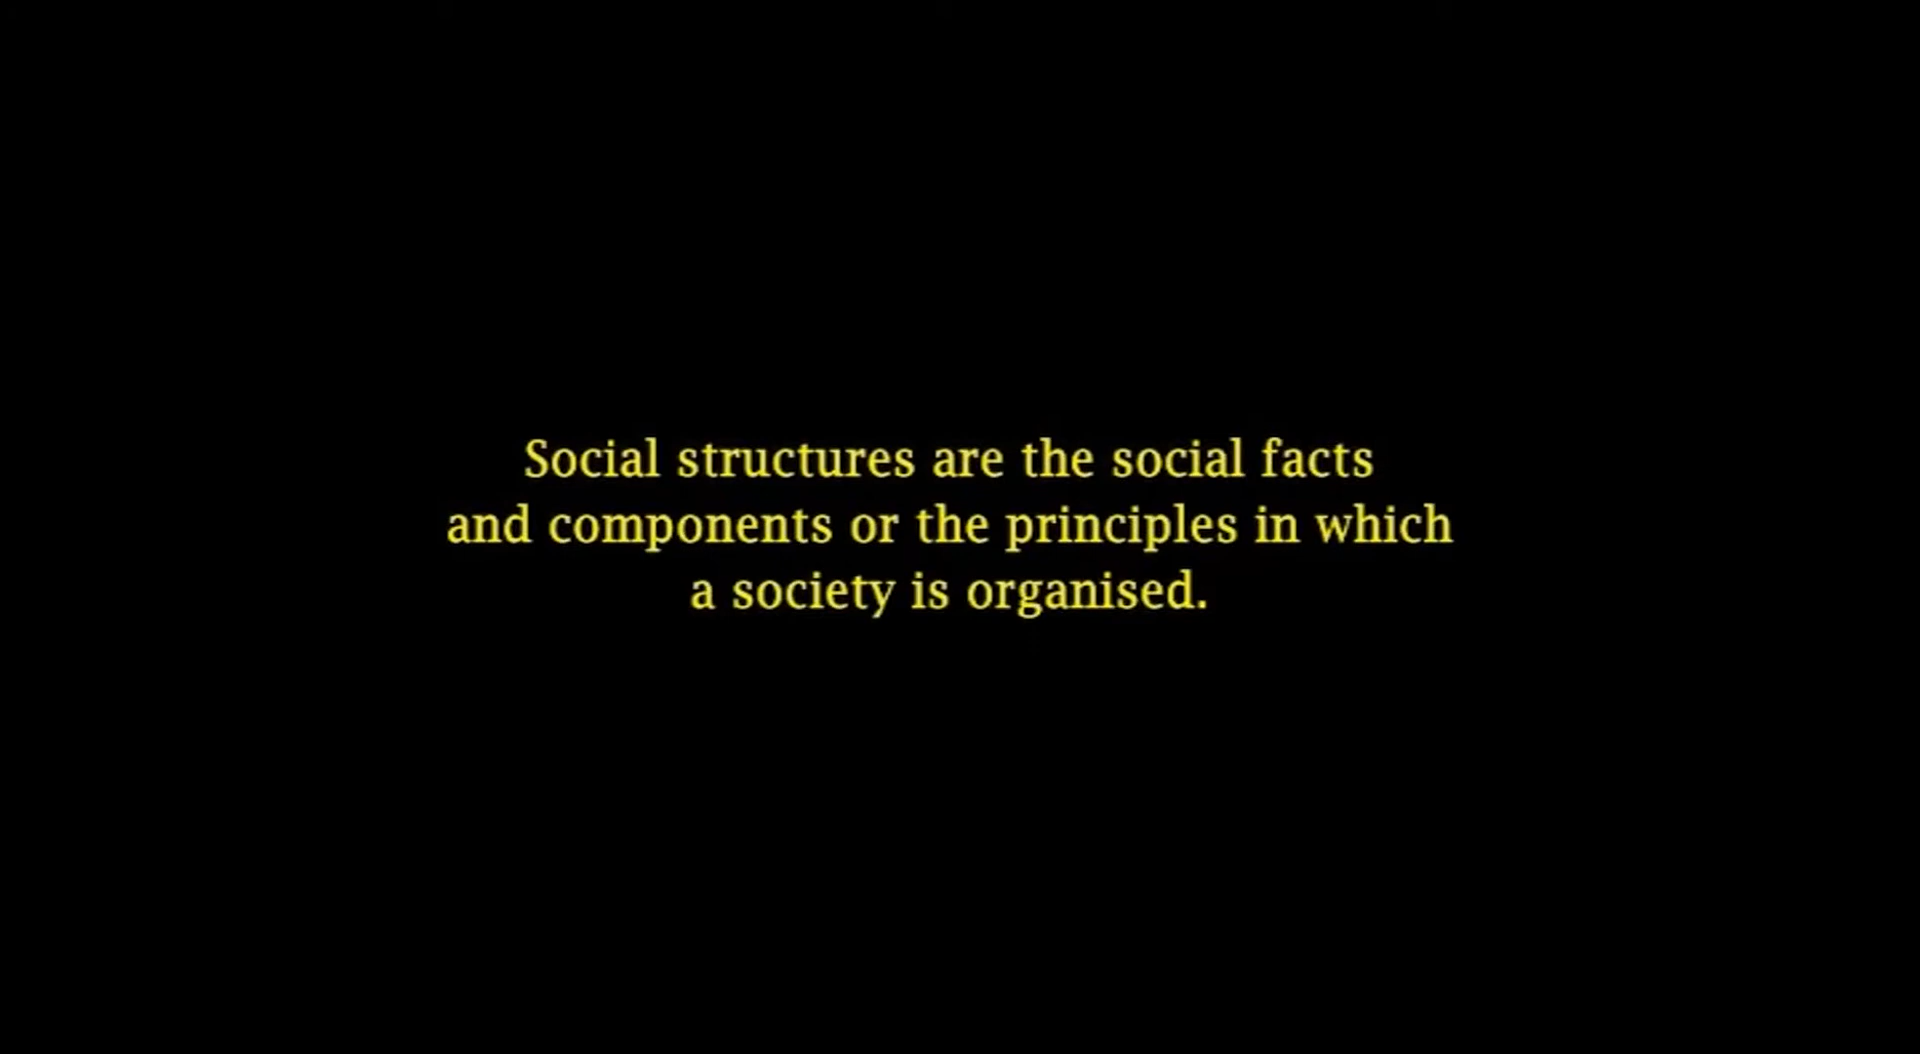 Social structures are the social facts
and components or the principles in which
a society is organised.